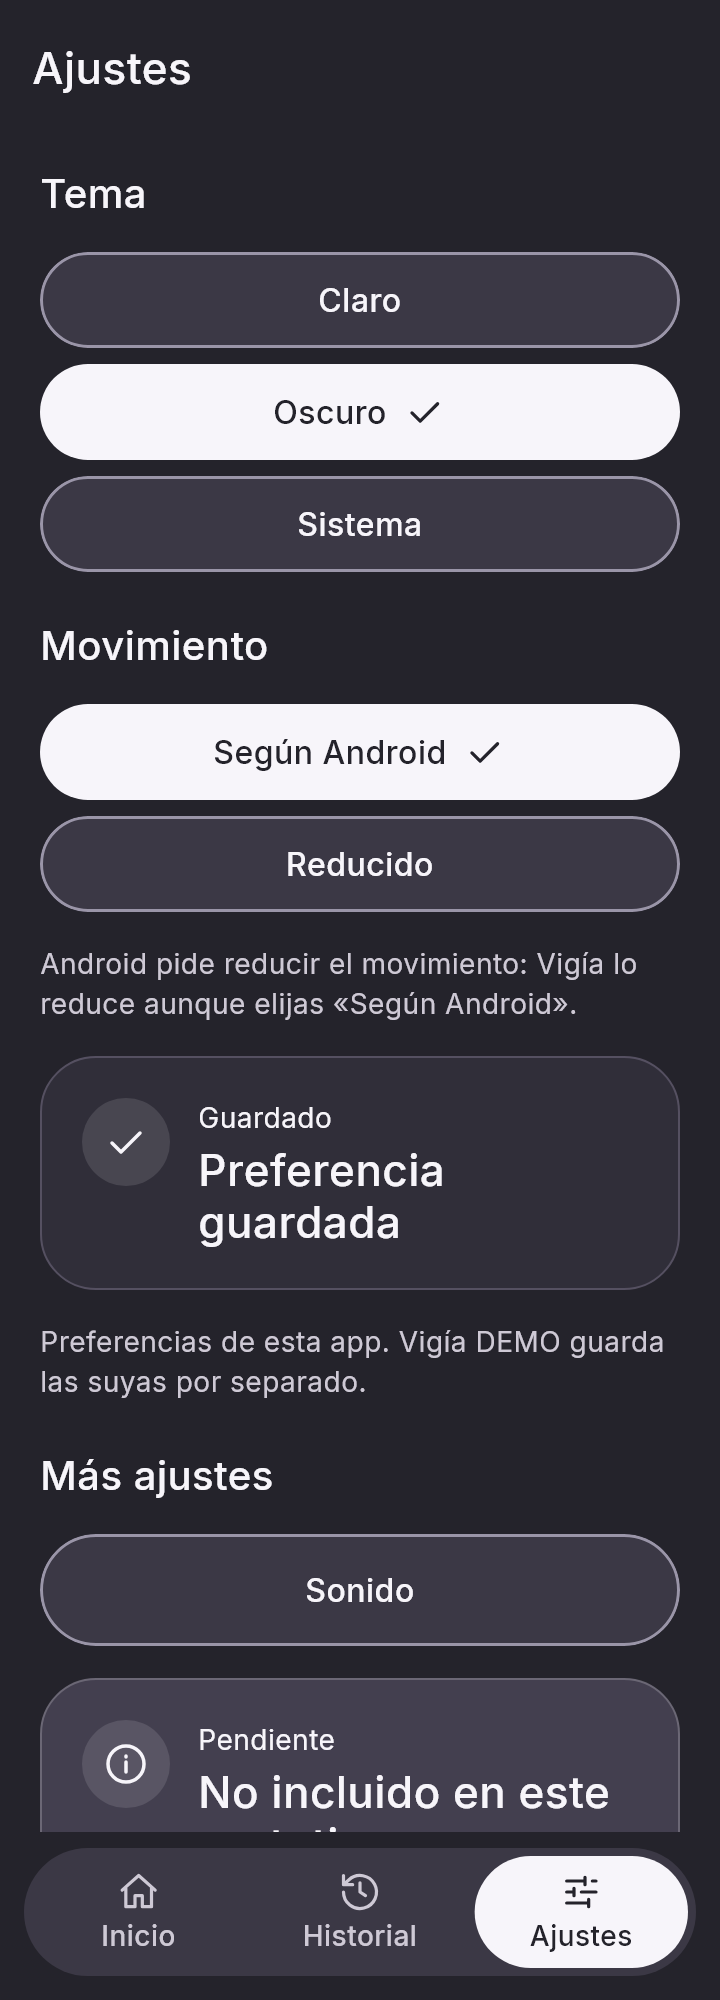 Ajustes
Tema
Claro
Oscuro
Sistema
Movimiento
Según Android
Reducido
Android pide reducir el movimiento: Vigía lo
reduce aunque elijas «Según Android».
Guardado
Preferencia
guardada
Preferencias de esta app. Vigía DEMO guarda
las suyas por separado.
Más ajustes
Sonido
Pendiente
No incluido en este
Inicio
Historial
Ajustes